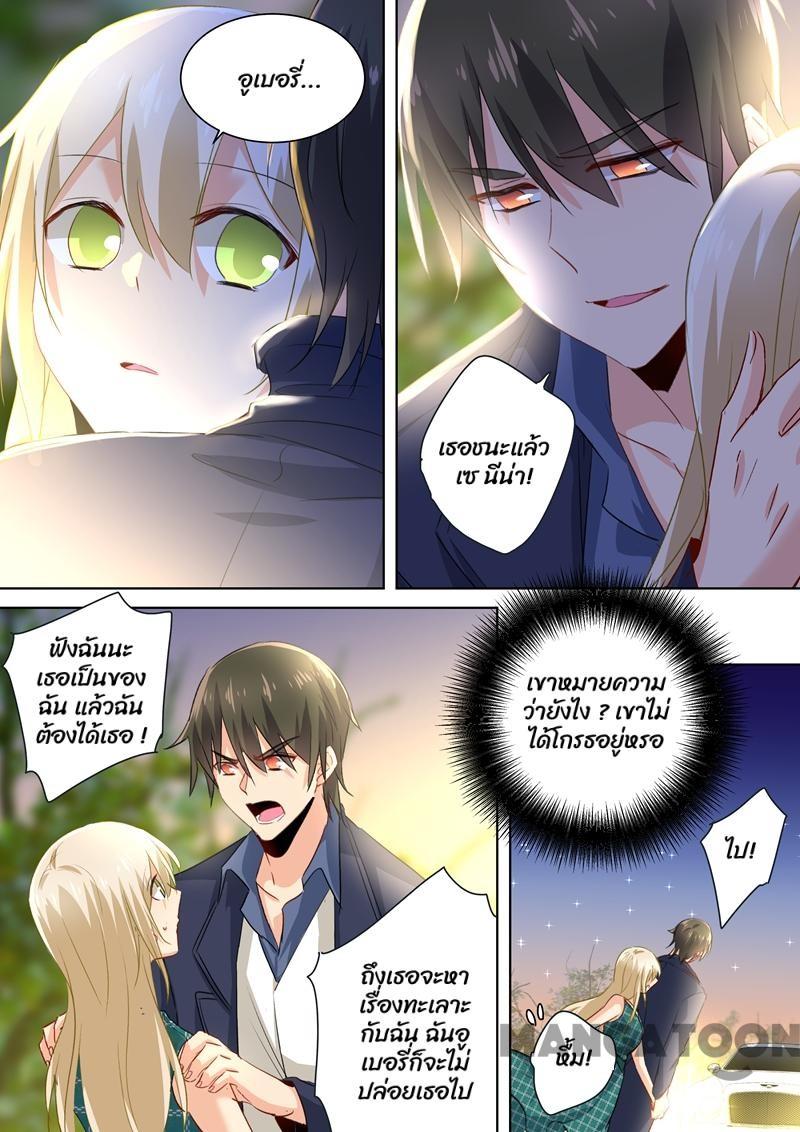 อูเบอรี่...
เธอชนะแล้ว
เซ นีน่า!
ฟังฉันนะ
เธอเป็นของ
ฉัน แล้วฉัน
ต้องได้เธอ !
เขาหมายความ
ว่ายังไง ? เขาไม่
ได้โกรธอยู่หรอ
ไป!
ถึงเธอจะหา
เรื่องทะเลาะ
กับฉัน ฉันอู
เบอรี่ก็จะไม่
ปล่อยเธอไป
หื้ม!
MANGATOON